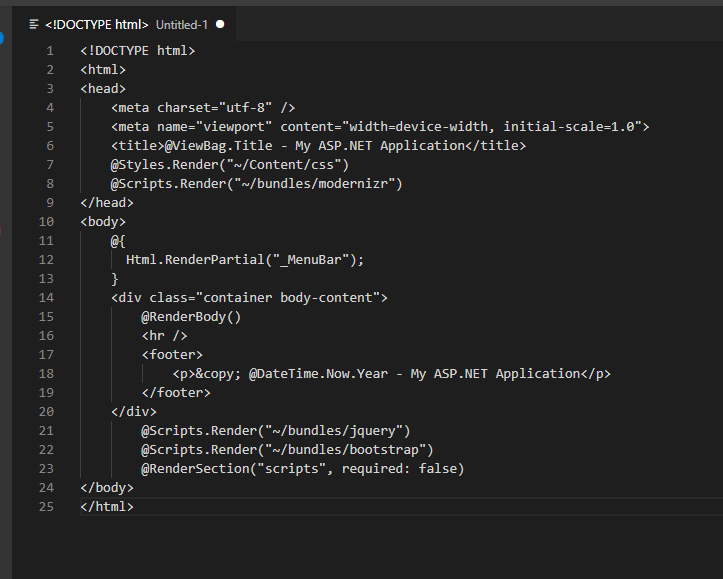 <!DOCTYPE html> Untitled-1
1 <!DOCTYPE html>
2 <html>
3 <head>
4     <meta charset="utf-8" />
5     <meta name="viewport" content="width=device-width, initial-scale=1.0">
6     <title>@ViewBag.Title - My ASP.NET Application</title>
7     @Styles.Render("~/Content/css")
8     @Scripts.Render("~/bundles/modernizr")
9 </head>
10 <body>
11     @{
12       Html.RenderPartial("_MenuBar");
13     }
14     <div class="container body-content">
15         @RenderBody()
16         <hr />
17         <footer>
18             <p>&copy; @DateTime.Now.Year - My ASP.NET Application</p>
19         </footer>
20     </div>
21         @Scripts.Render("~/bundles/jquery")
22         @Scripts.Render("~/bundles/bootstrap")
23         @RenderSection("scripts", required: false)
24 </body>
25 </html>